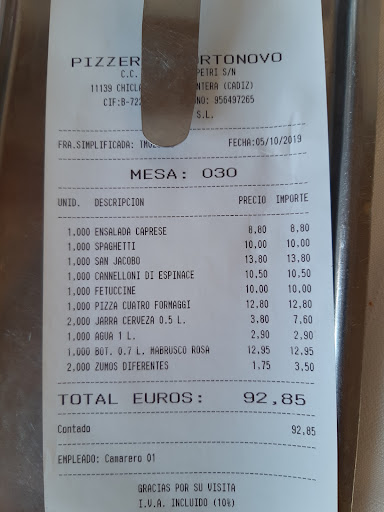 PIZZER ORTONOVO
C.C. PETRI S/N
11139 CHICL NTERA (CADIZ)
CIF:B-722 NO: 956497265
S.L.
FRA.SIMPLIFICADA: FECHA:05/10/2019
MESA: 030
UNID. DESCRIPCION PRECIO IMPORTE
1.000 ENSALADA CAPRESE 8,80 8,80
1.000 SPAGHETTI 10,00 10,00
1.000 SAN JACOBO 13.80 13.80
1.000 CANNELLONI DI ESPINACE 10,50 10,50
1.000 FETUCCINE 10.00 10.00
1,000 PIZZA CUATRO FORMAGGI 12.80 12.80
2.000 JARRA CERVEZA 0.5 L. 3.80 7.60
1.000 AGUA 1 L. 2.90 2.90
1.000 BOT. 0.7 L. MABRUSCO ROSA 12.95 12.95
2.000 ZUMOS DIFERENTES 1.75 3.50
TOTAL EUROS: 92,85
Contado 92,85
EMPLEADO: Camarero 01
GRACIAS POR SU VISITA
I.V.A. INCLUIDO (10%)